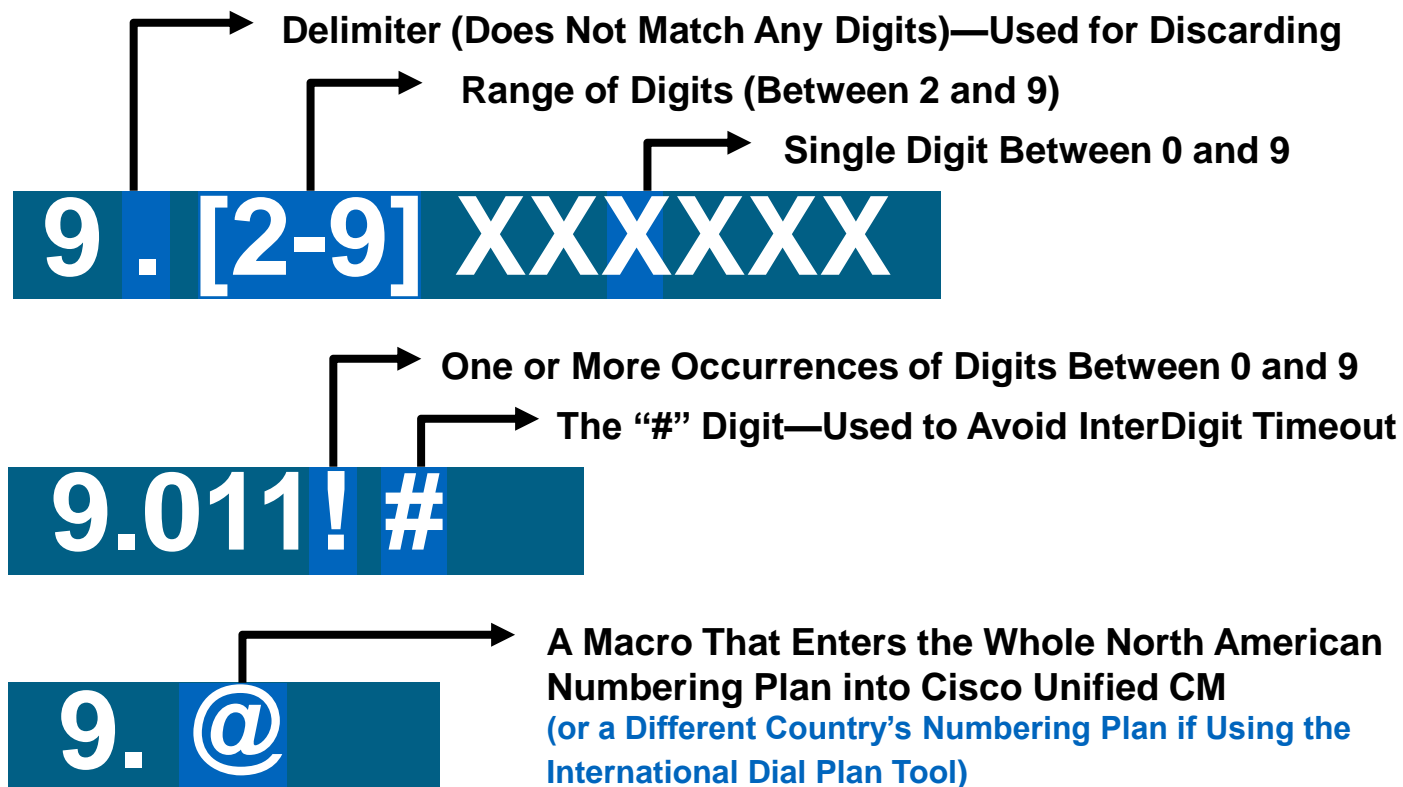 Delimiter (Does Not Match Any Digits)—Used for Discarding
Range of Digits (Between 2 and 9)
Single Digit Between 0 and 9
9 . [2-9] XXXXXX
One or More Occurrences of Digits Between 0 and 9
The “#” Digit—Used to Avoid InterDigit Timeout
9.011! #
A Macro That Enters the Whole North American
Numbering Plan into Cisco Unified CM
(or a Different Country’s Numbering Plan if Using the
International Dial Plan Tool)
9. @